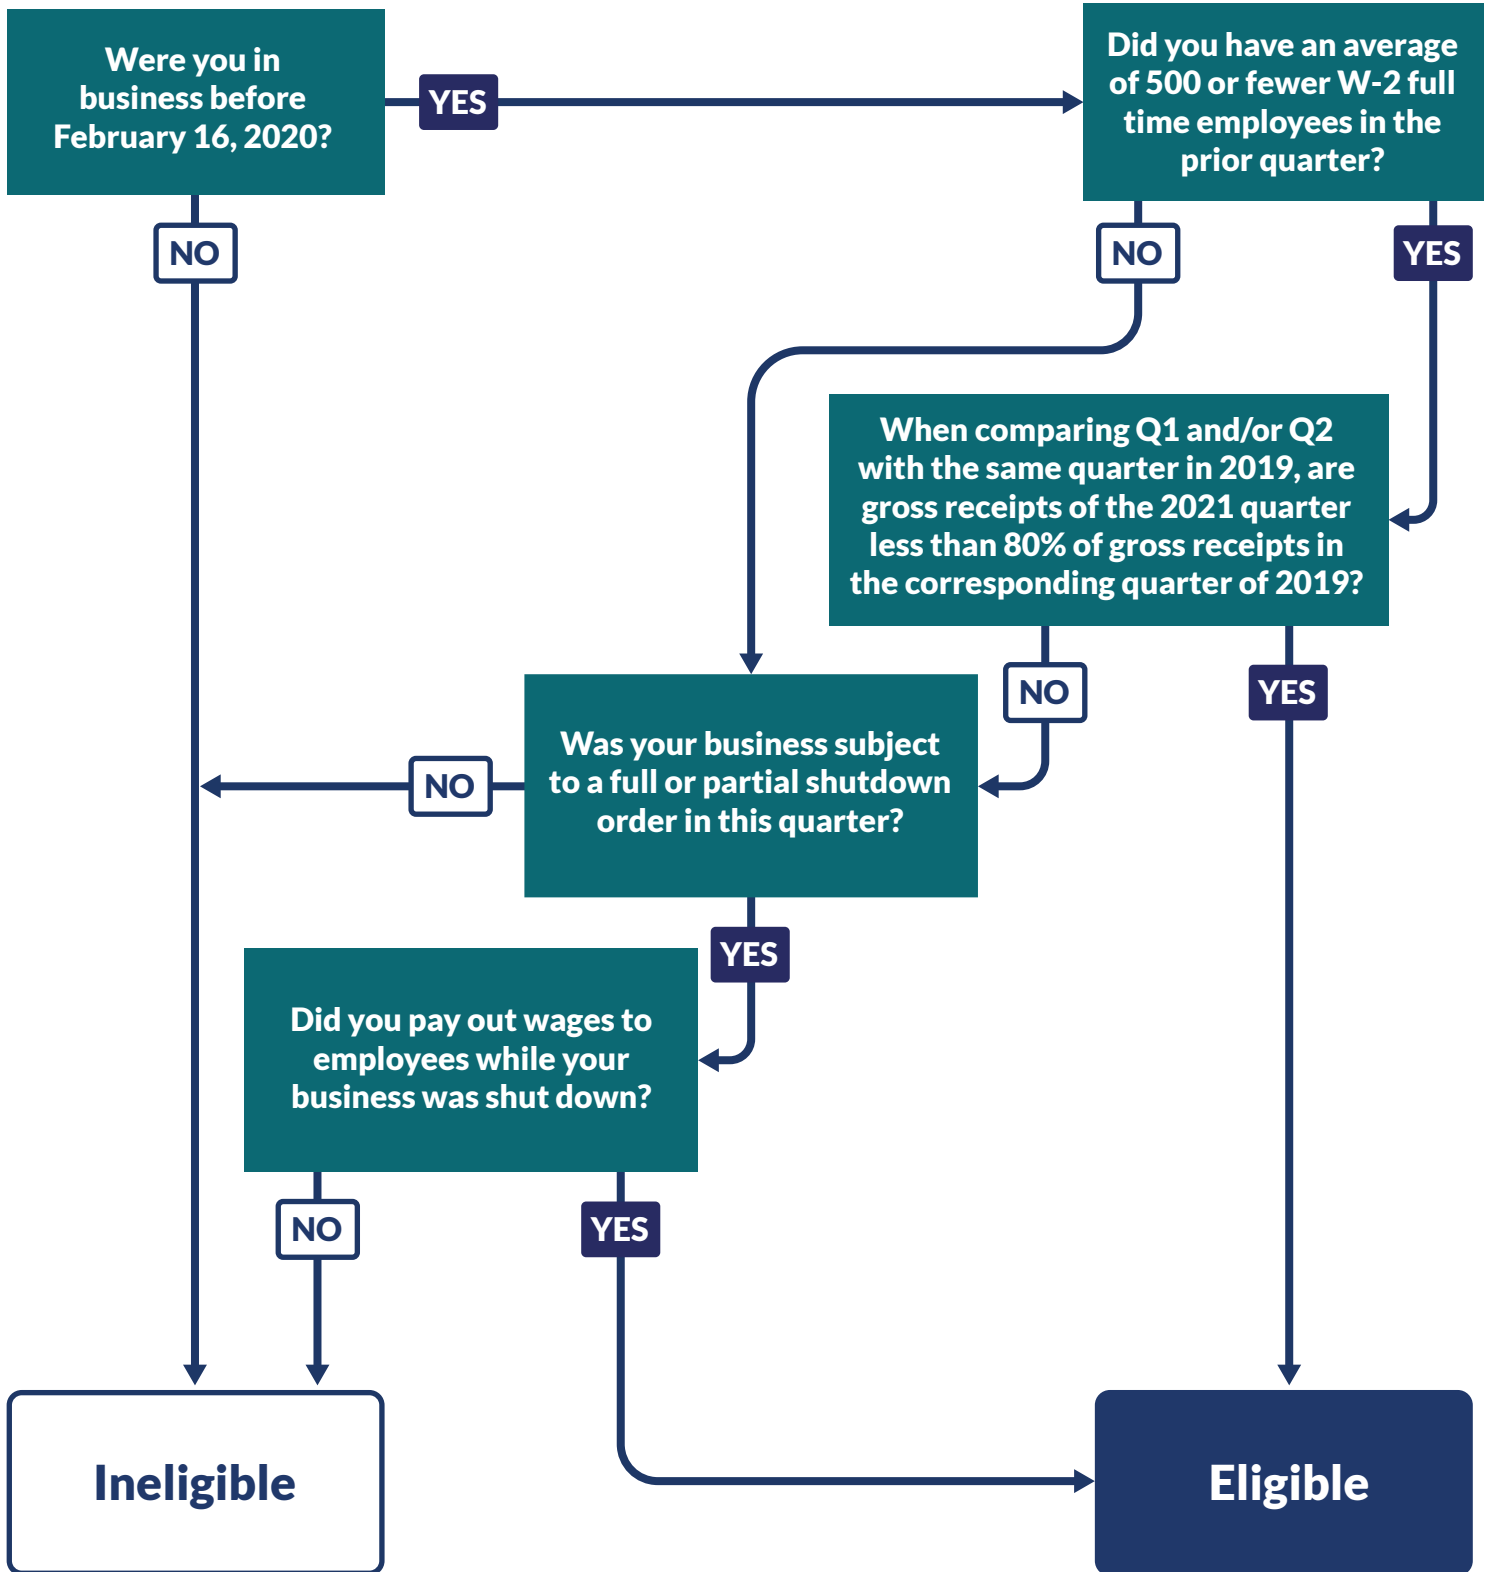 Were you in
business before
February 16, 2020?
YES
Did you have an average
of 500 or fewer W-2 full
time employees in the
prior quarter?
NO
NO
YES
When comparing Q1 and/or Q2
with the same quarter in 2019, are
gross receipts of the 2021 quarter
less than 80% of gross receipts in
the corresponding quarter of 2019?
NO
YES
Was your business subject
to a full or partial shutdown
order in this quarter?
NO
YES
Did you pay out wages to
employees while your
business was shut down?
NO
YES
Ineligible
Eligible